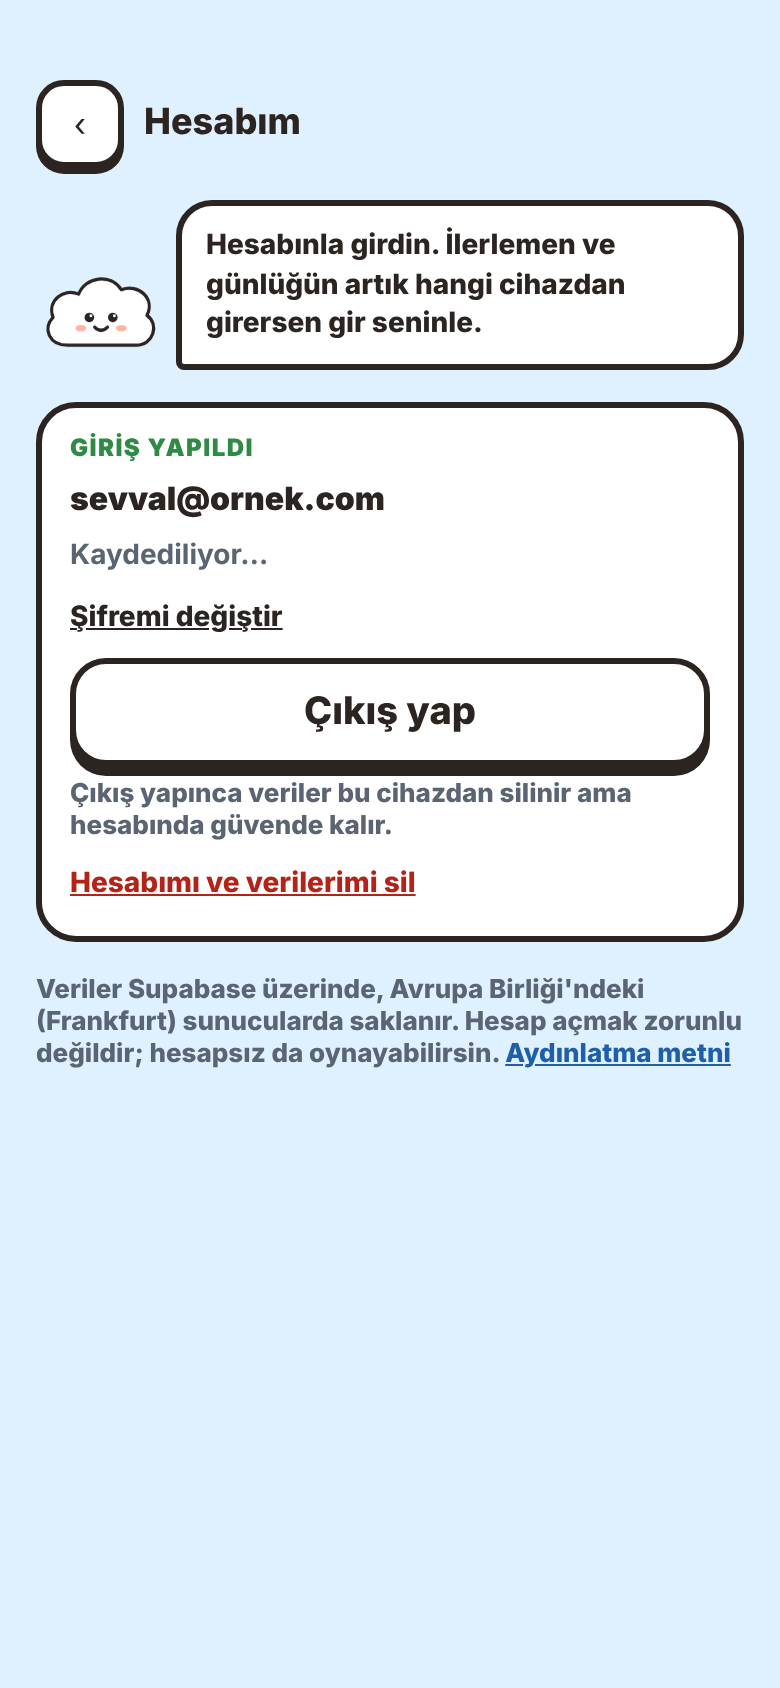 ‹
Hesabım
Hesabınla girdin. İlerlemen ve
günlüğün artık hangi cihazdan
girersen gir seninle.
GİRİŞ YAPILDI
sevval@ornek.com
Kaydediliyor…
Şifremi değiştir
Çıkış yap
Çıkış yapınca veriler bu cihazdan silinir ama
hesabında güvende kalır.
Hesabımı ve verilerimi sil
Veriler Supabase üzerinde, Avrupa Birliği'ndeki
(Frankfurt) sunucularda saklanır. Hesap açmak zorunlu
değildir; hesapsız da oynayabilirsin. Aydınlatma metni